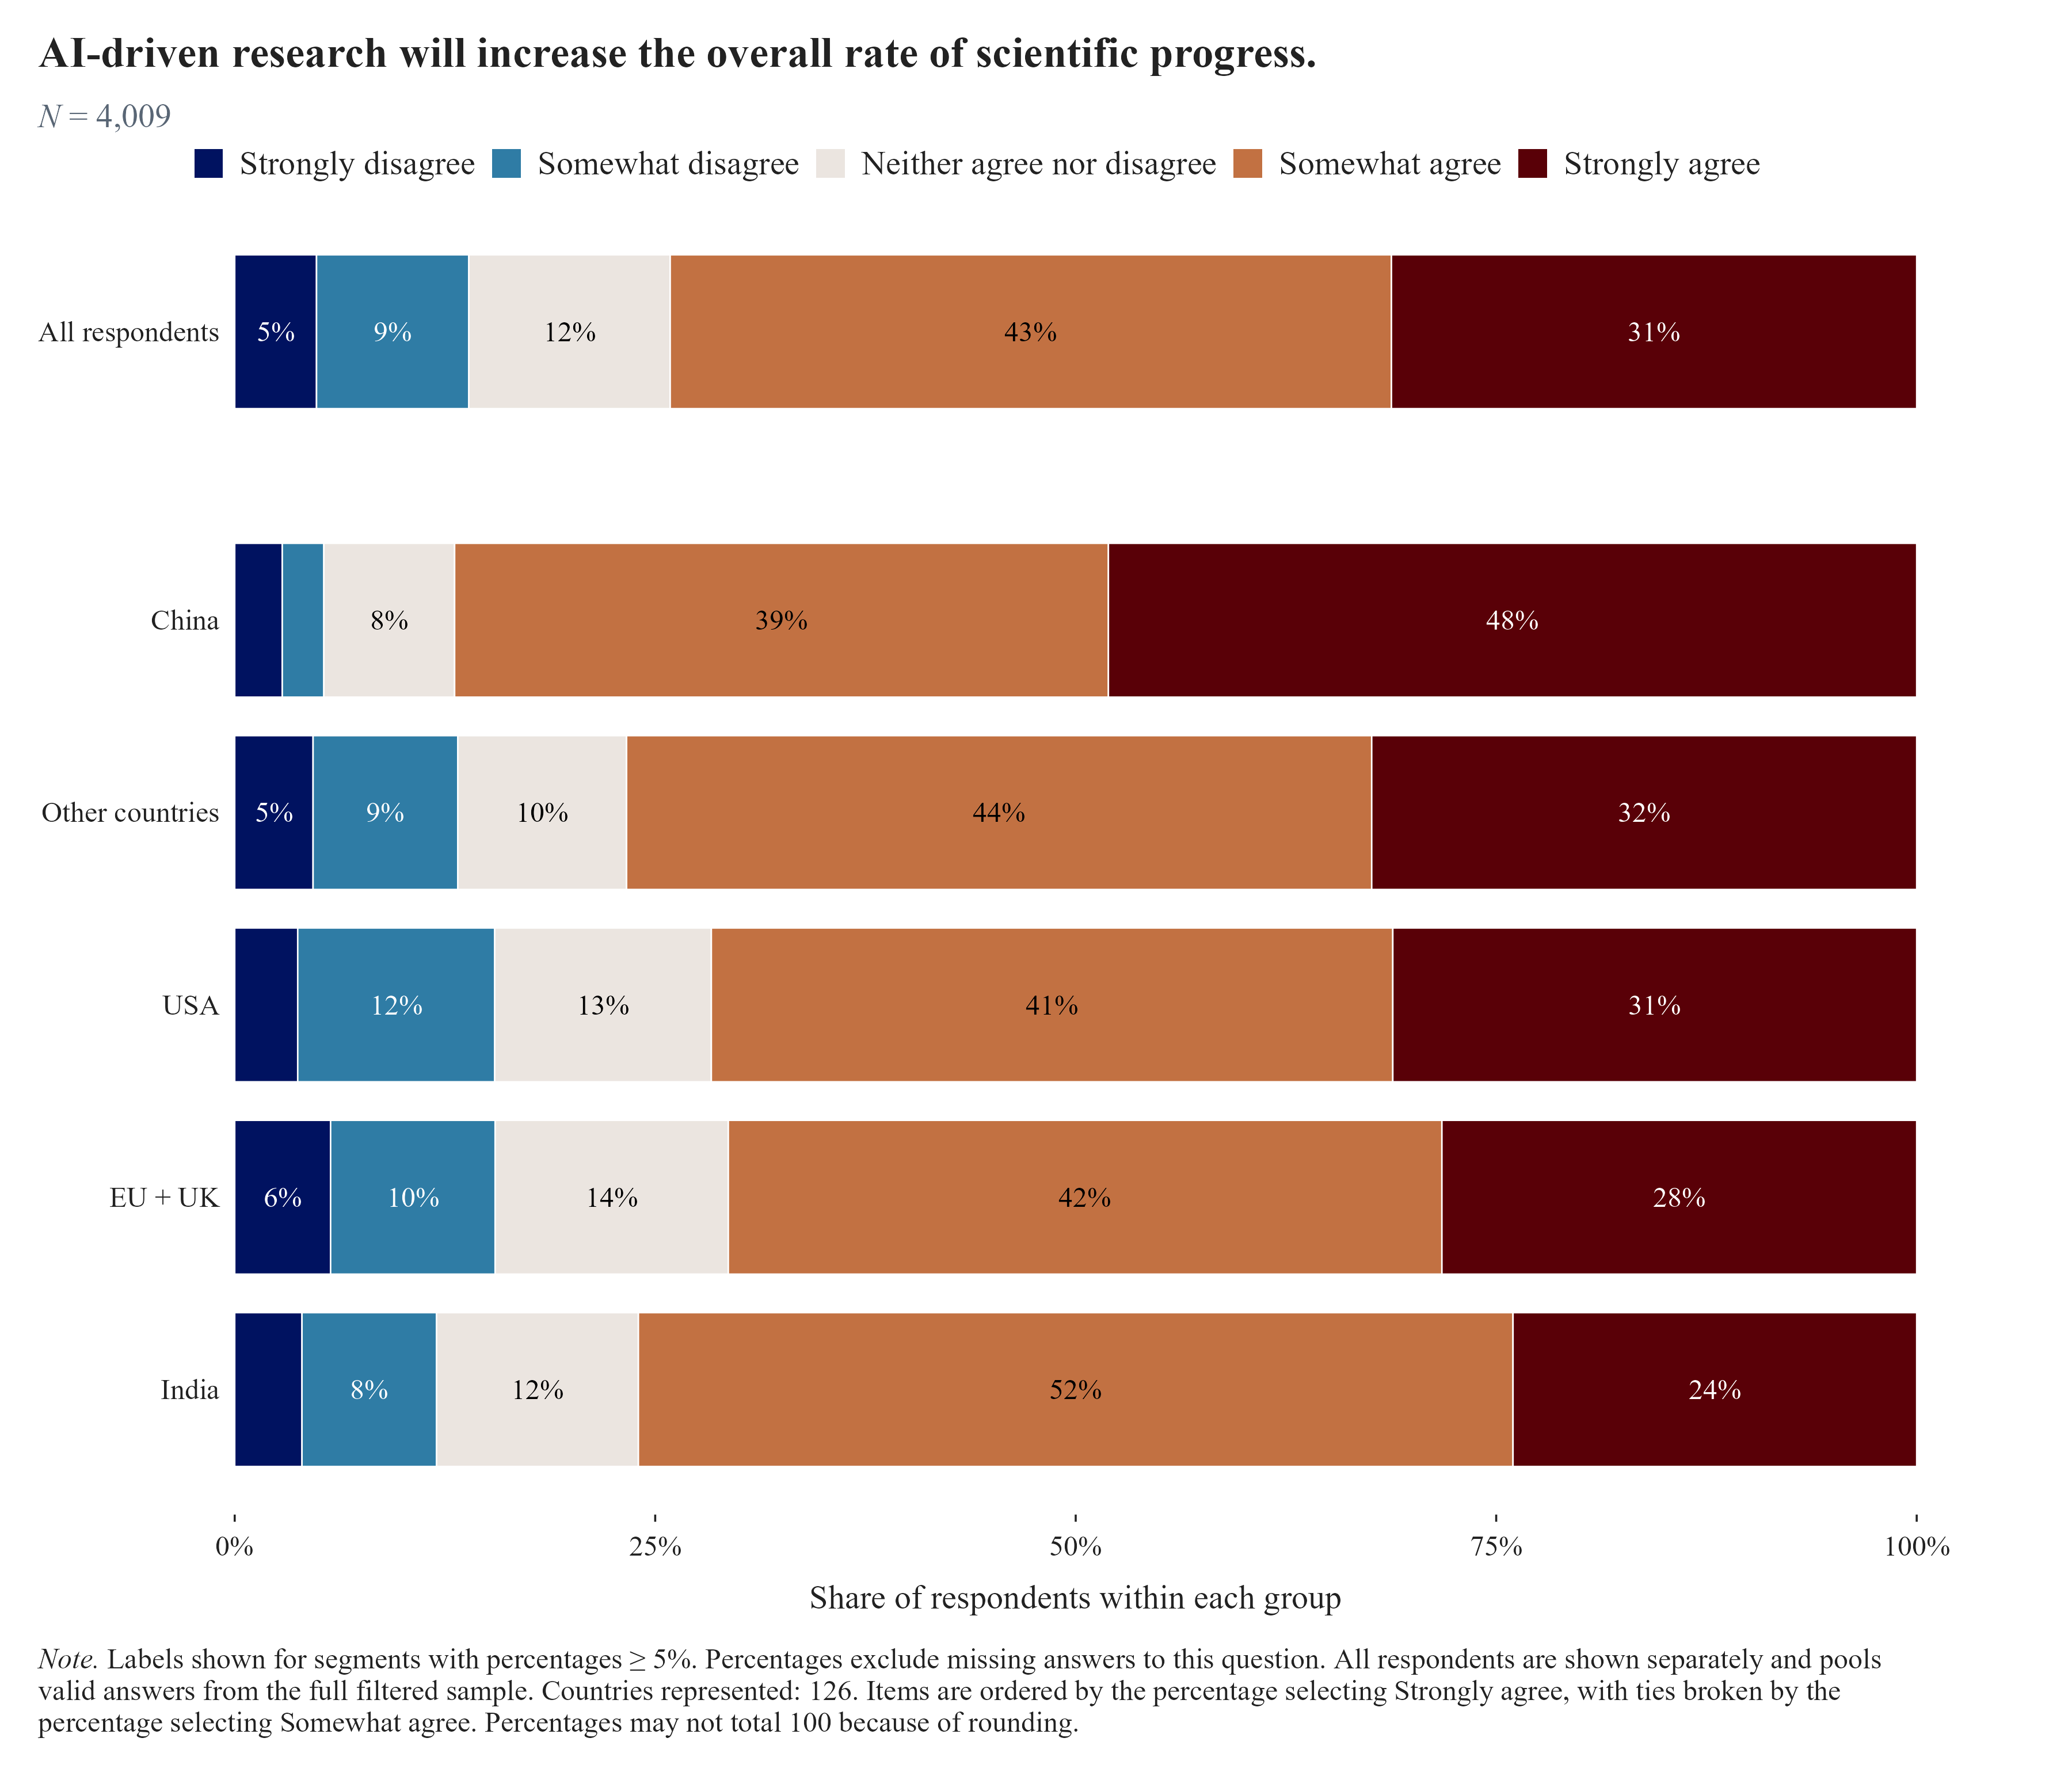 AI-driven research will increase the overall rate of scientific progress.
N = 4,009
Strongly disagree Somewhat disagree Neither agree nor disagree Somewhat agree Strongly agree
All respondents 5% 9% 12% 43% 31%
China 8% 39% 48%
Other countries 5% 9% 10% 44% 32%
USA 12% 13% 41% 31%
EU + UK 6% 10% 14% 42% 28%
India 8% 12% 52% 24%
0% 25% 50% 75% 100%
Share of respondents within each group
Note. Labels shown for segments with percentages ≥ 5%. Percentages exclude missing answers to this question. All respondents are shown separately and pools
valid answers from the full filtered sample. Countries represented: 126. Items are ordered by the percentage selecting Strongly agree, with ties broken by the
percentage selecting Somewhat agree. Percentages may not total 100 because of rounding.